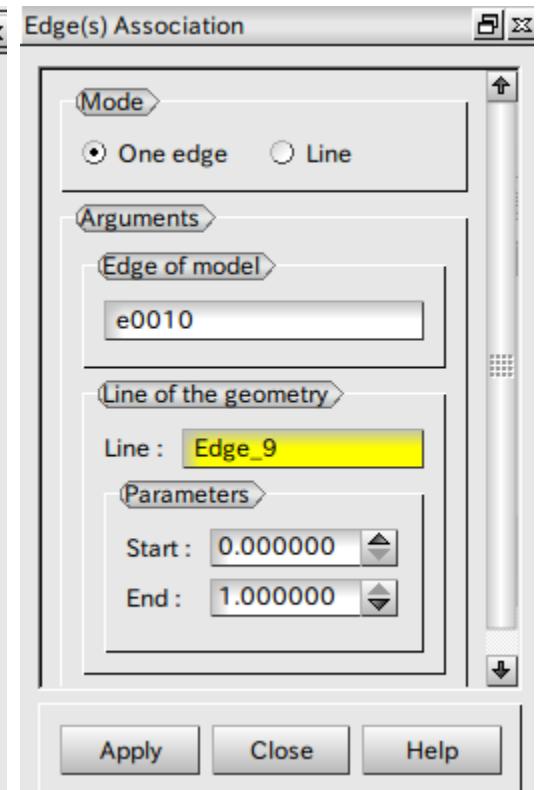 Edge(s) Association
Mode
One edge Line
Arguments
Edge of model
e0010
Line of the geometry
Line : Edge_9
Parameters
Start : 0.000000
End : 1.000000
Apply Close Help